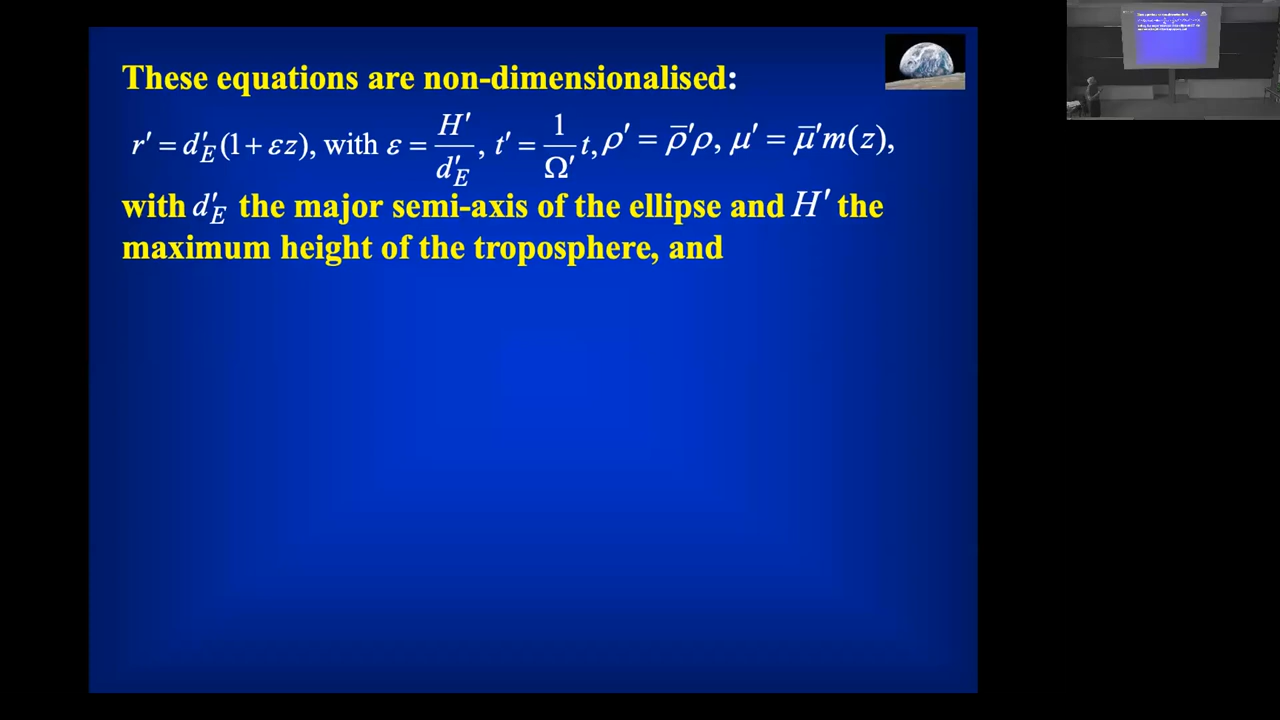 These equations are non-dimensionalised:
r′ = d′_E(1 + εz), with ε = H′/d′_E, t′ = 1/Ω′ t, ρ′ = ρ̄′ρ, μ′ = μ̄′m(z),
with d′_E the major semi-axis of the ellipse and H′ the
maximum height of the troposphere, and